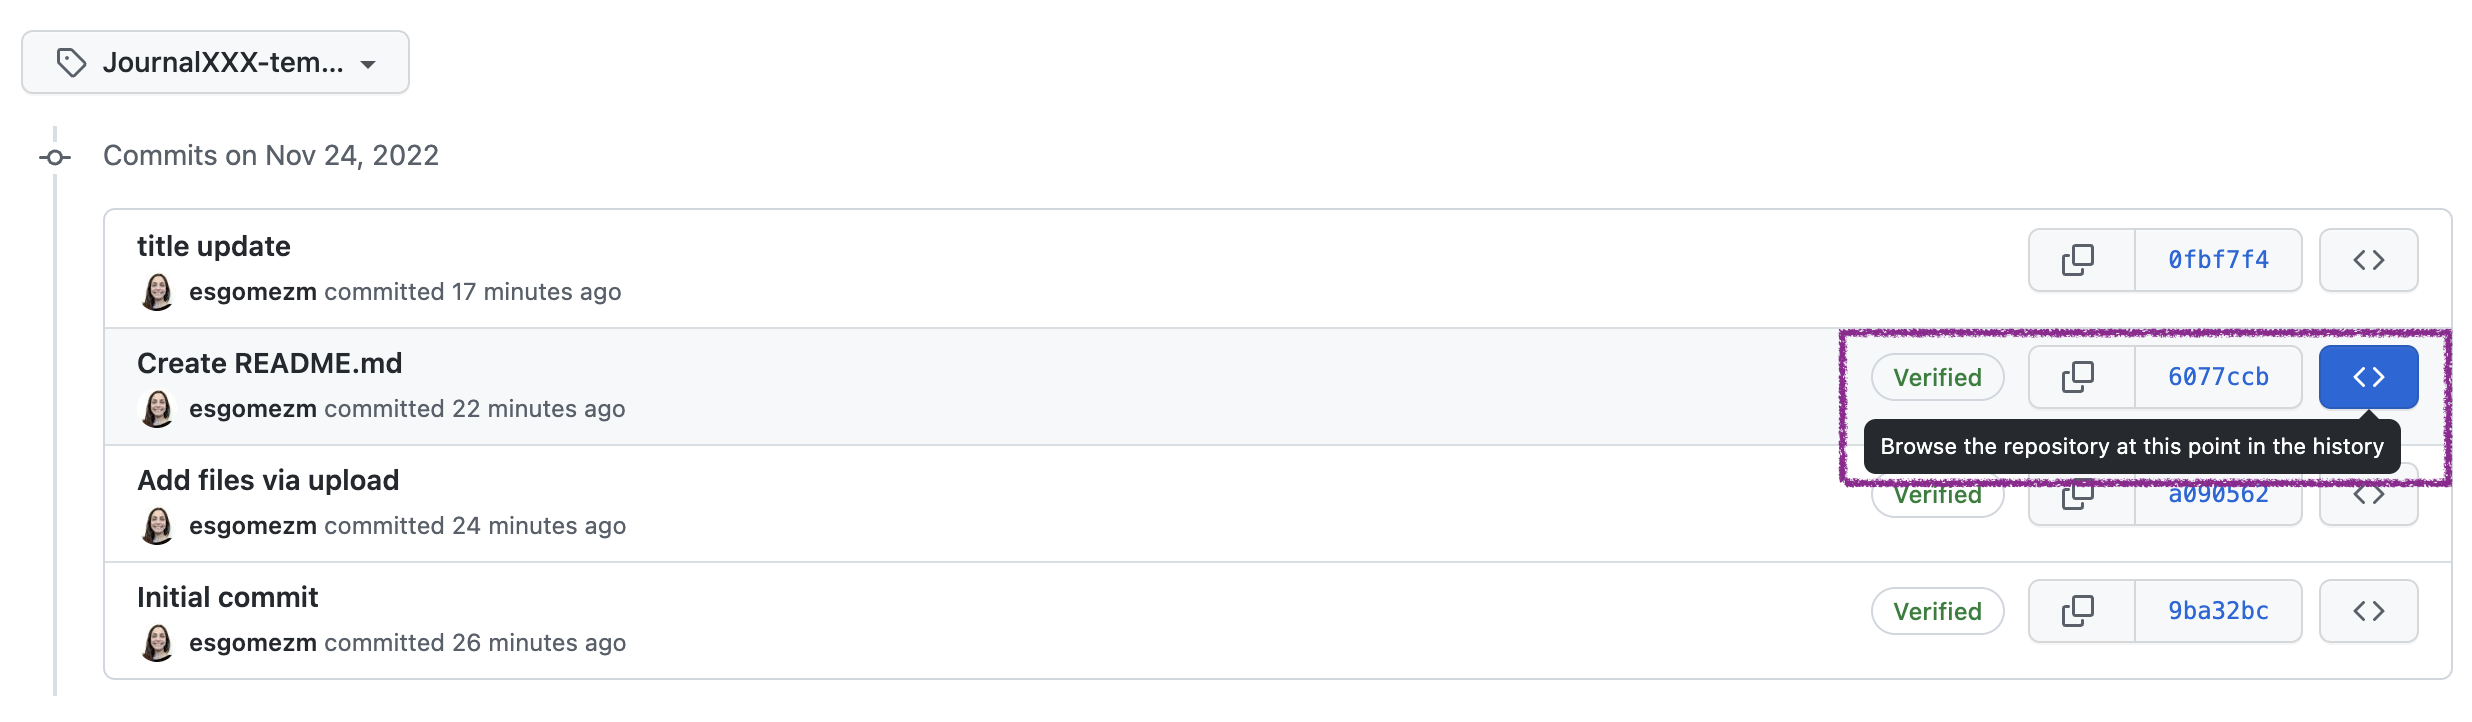 JournalXXX-tem...
Commits on Nov 24, 2022
title update
esgomezm committed 17 minutes ago
0fbf7f4
Create README.md
esgomezm committed 22 minutes ago
Verified
6077ccb
Browse the repository at this point in the history
Add files via upload
esgomezm committed 24 minutes ago
Verified
a090562
Initial commit
esgomezm committed 26 minutes ago
Verified
9ba32bc